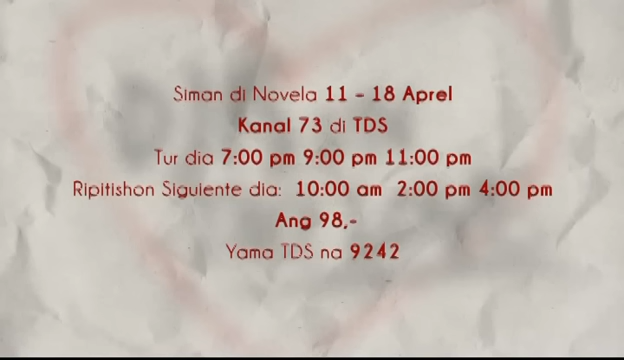 Siman di Novela 11 - 18 Aprel
Kanal 73 di TDS
Tur dia 7:00 pm 9:00 pm 11:00 pm
Ripitishon Siguiente dia: 10:00 am 2:00 pm 4:00 pm
Ang 98,-
Yama TDS na 9242